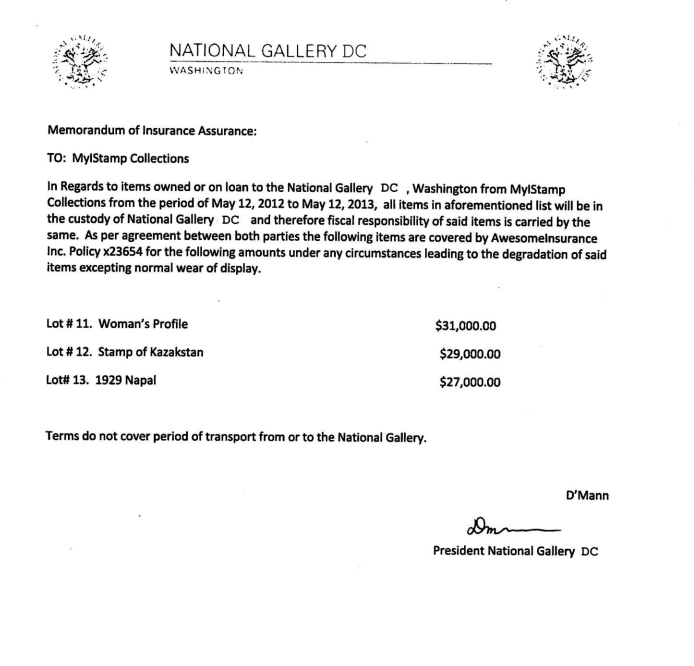 NATIONAL GALLERY DC
WASHINGTON
Memorandum of Insurance Assurance:
TO: MyIStamp Collections
In Regards to items owned or on loan to the National Gallery DC , Washington from MyIStamp
Collections from the period of May 12, 2012 to May 12, 2013, all items in aforementioned list will be in
the custody of National Gallery DC and therefore fiscal responsibility of said items is carried by the
same. As per agreement between both parties the following items are covered by AwesomeInsurance
Inc. Policy x23654 for the following amounts under any circumstances leading to the degradation of said
items excepting normal wear of display.
Lot # 11. Woman's Profile $31,000.00
Lot # 12. Stamp of Kazakstan $29,000.00
Lot# 13. 1929 Napal $27,000.00
Terms do not cover period of transport from or to the National Gallery.
D'Mann
President National Gallery DC